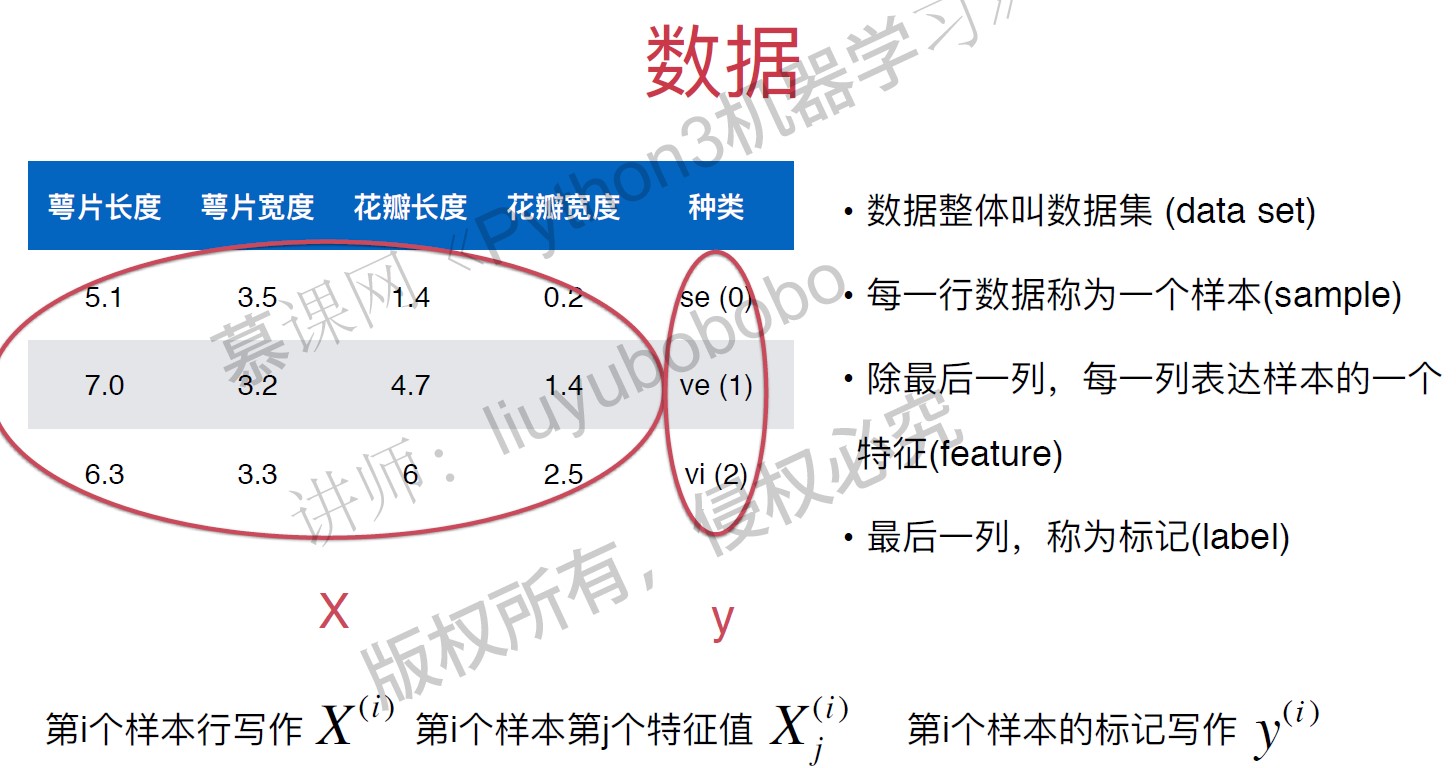 数据
萼片长度 萼片宽度 花瓣长度 花瓣宽度 种类
5.1 3.5 1.4 0.2 se (0)
7.0 3.2 4.7 1.4 ve (1)
6.3 3.3 6 2.5 vi (2)
X y
• 数据整体叫数据集 (data set)
• 每一行数据称为一个样本(sample)
• 除最后一列，每一列表达样本的一个
特征(feature)
• 最后一列，称为标记(label)
第i个样本行写作 X^(i) 第i个样本第j个特征值 X_j^(i) 第i个样本的标记写作 y^(i)
慕课网《Python3机器学习》
讲师：liuyubobobo
版权所有，侵权必究